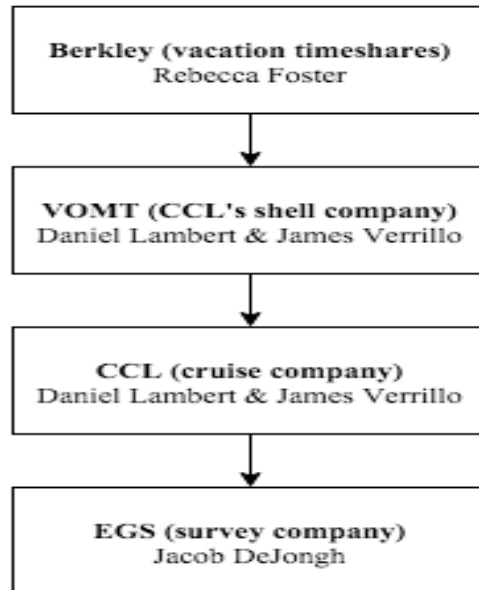 Berkley (vacation timeshares)
Rebecca Foster
VOMT (CCL's shell company)
Daniel Lambert & James Verrillo
CCL (cruise company)
Daniel Lambert & James Verrillo
EGS (survey company)
Jacob DeJongh